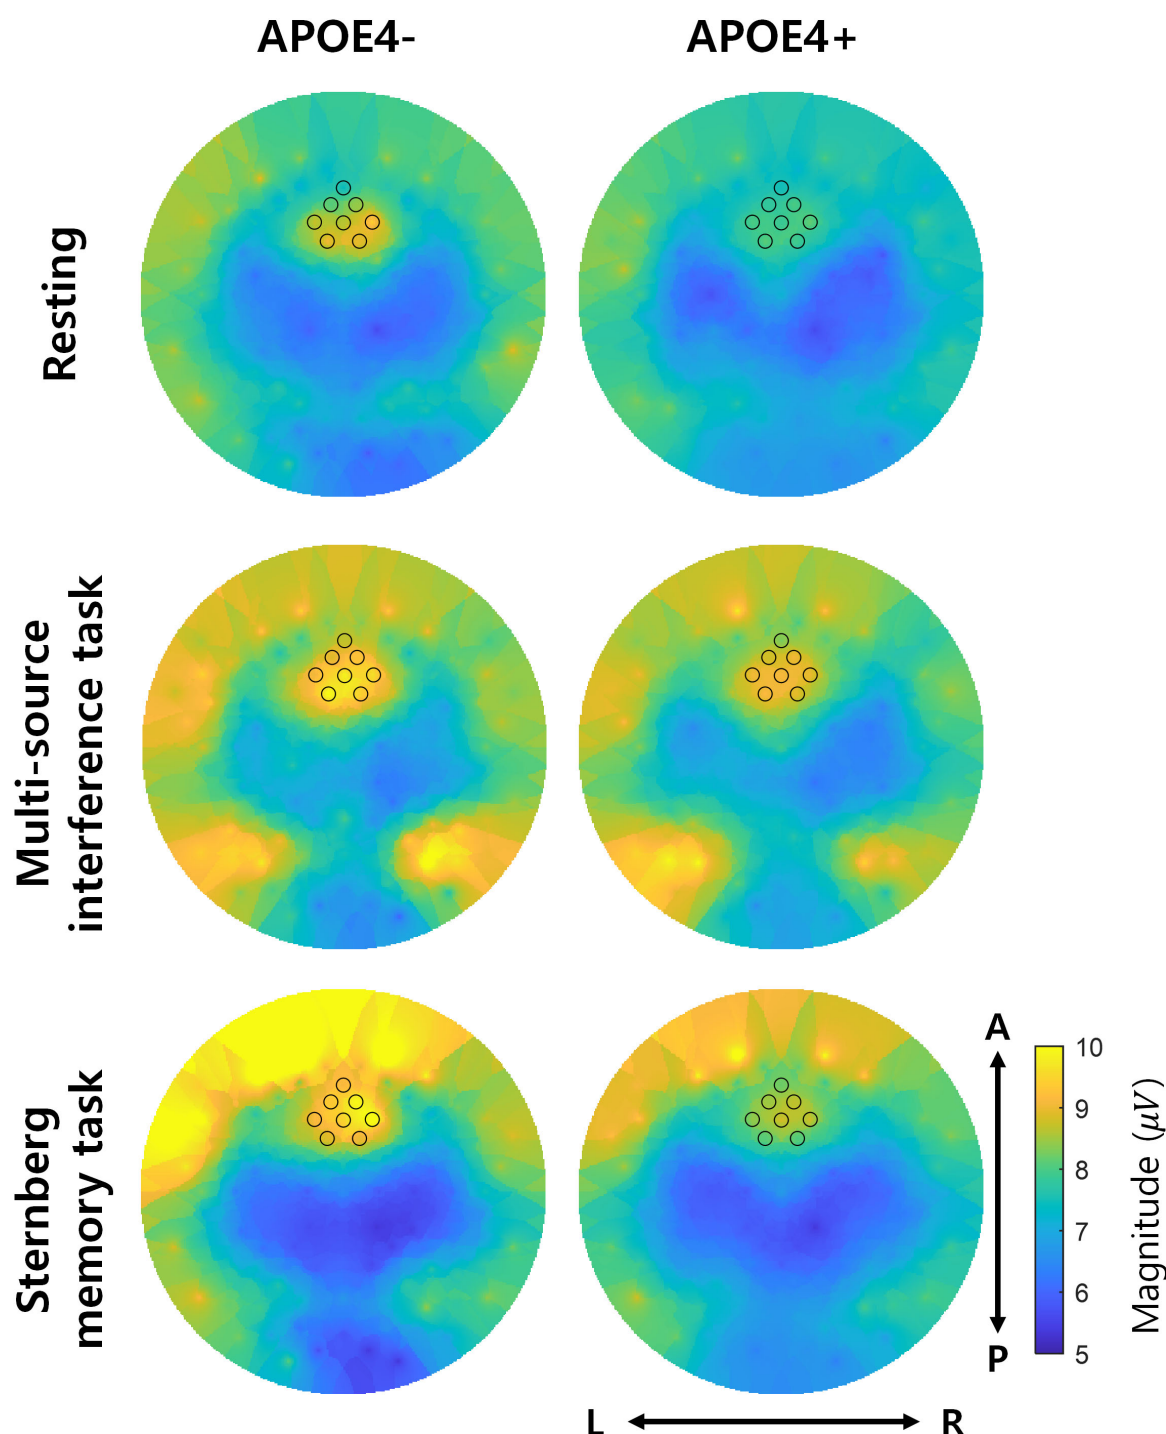 APOE4-
APOE4+
Resting
Multi-source
interference task
Sternberg
memory task
A
P
L
R
10
9
8
7
6
5
Magnitude (μV)